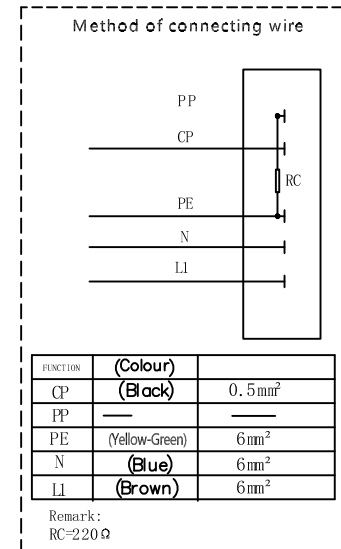 Method of connecting wire
PP
CP
RC
PE
N
L1
FUNCTION (Colour)
CP (Black) 0.5mm²
PP — —
PE (Yellow-Green) 6mm²
N (Blue) 6mm²
L1 (Brown) 6mm²
Remark:
RC=220Ω